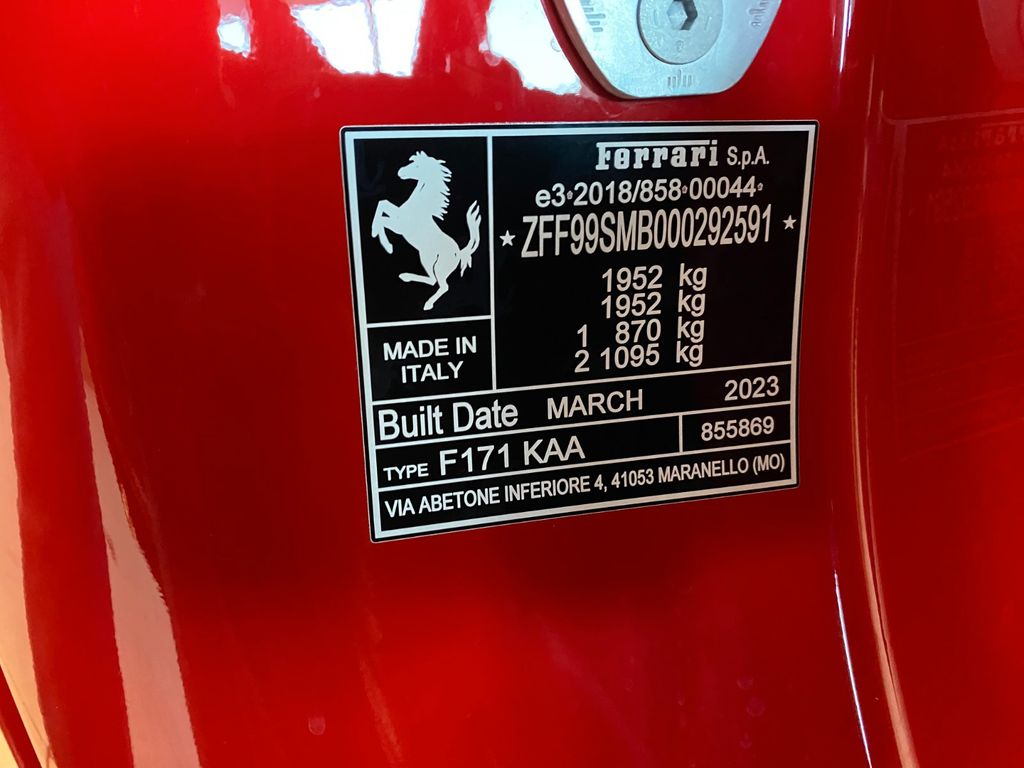 Ferrari S.p.A.
e3*2018/858*00044*
★ ZFF99SMB000292591 ★
1952 kg
1952 kg
1 870 kg
2 1095 kg
MADE IN
ITALY
Built Date MARCH 2023
TYPE F171 KAA 855869
VIA ABETONE INFERIORE 4, 41053 MARANELLO (MO)